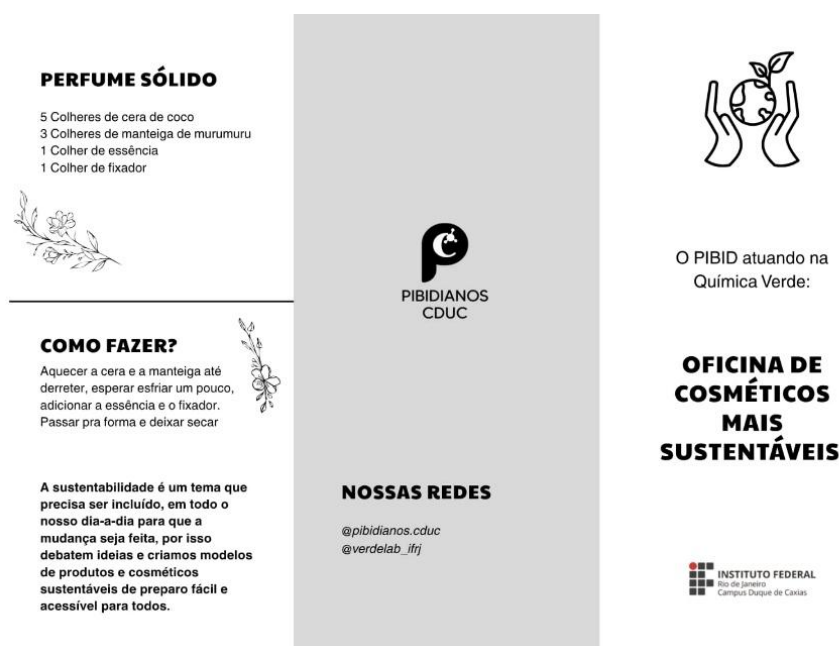 PERFUME SÓLIDO
5 Colheres de cera de coco
3 Colheres de manteiga de murumuru
1 Colher de essência
1 Colher de fixador
COMO FAZER?
Aquecer a cera e a manteiga até
derreter, esperar esfriar um pouco,
adicionar a essência e o fixador.
Passar pra forma e deixar secar
A sustentabilidade é um tema que
precisa ser incluído, em todo o
nosso dia-a-dia para que a
mudança seja feita, por isso
debatem ideias e criamos modelos
de produtos e cosméticos
sustentáveis de preparo fácil e
acessível para todos.
PIBIDIANOS
CDUC
NOSSAS REDES
@pibidianos.cduc
@verdelab_ifrj
O PIBID atuando na
Química Verde:
OFICINA DE
COSMÉTICOS
MAIS
SUSTENTÁVEIS
INSTITUTO FEDERAL
Rio de Janeiro
Campus Duque de Caxias